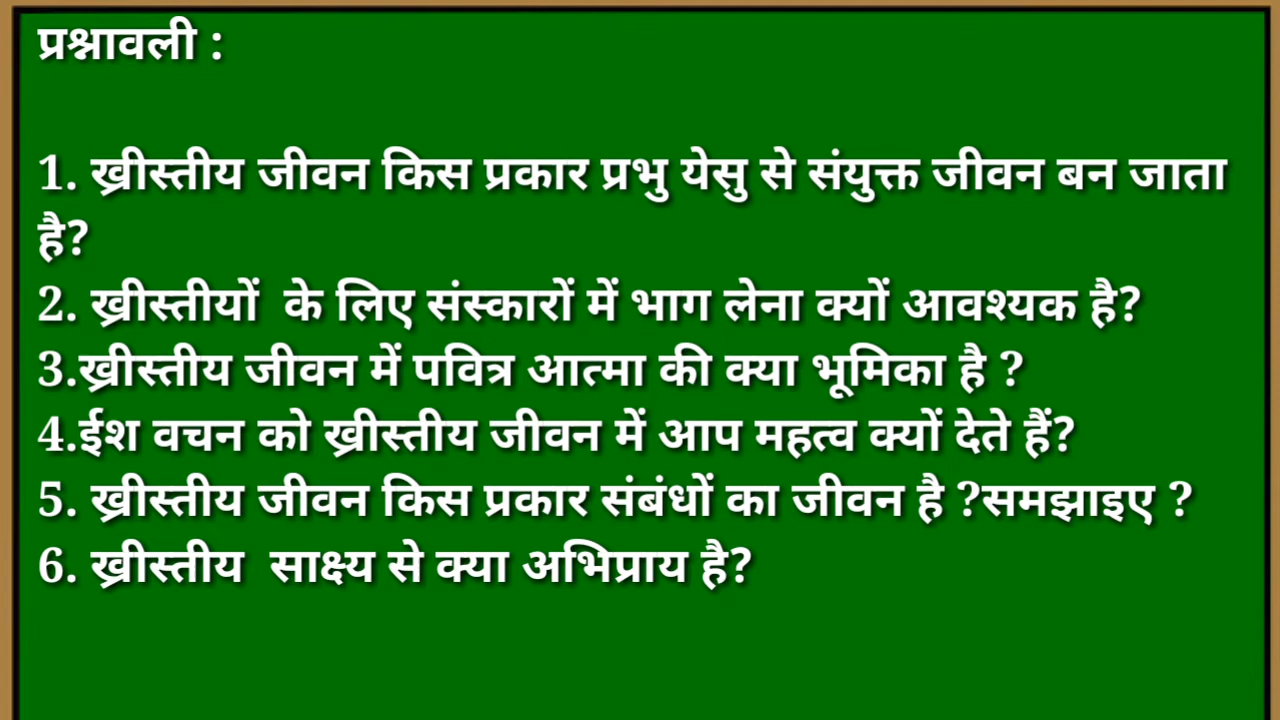 प्रश्नावली :
1. ख्रीस्तीय जीवन किस प्रकार प्रभु येसु से संयुक्त जीवन बन जाता
है?
2. ख्रीस्तीयों  के लिए संस्कारों में भाग लेना क्यों आवश्यक है?
3.ख्रीस्तीय जीवन में पवित्र आत्मा की क्या भूमिका है ?
4.ईश वचन को ख्रीस्तीय जीवन में आप महत्व क्यों देते हैं?
5. ख्रीस्तीय जीवन किस प्रकार संबंधों का जीवन है ?समझाइए ?
6. ख्रीस्तीय  साक्ष्य से क्या अभिप्राय है?